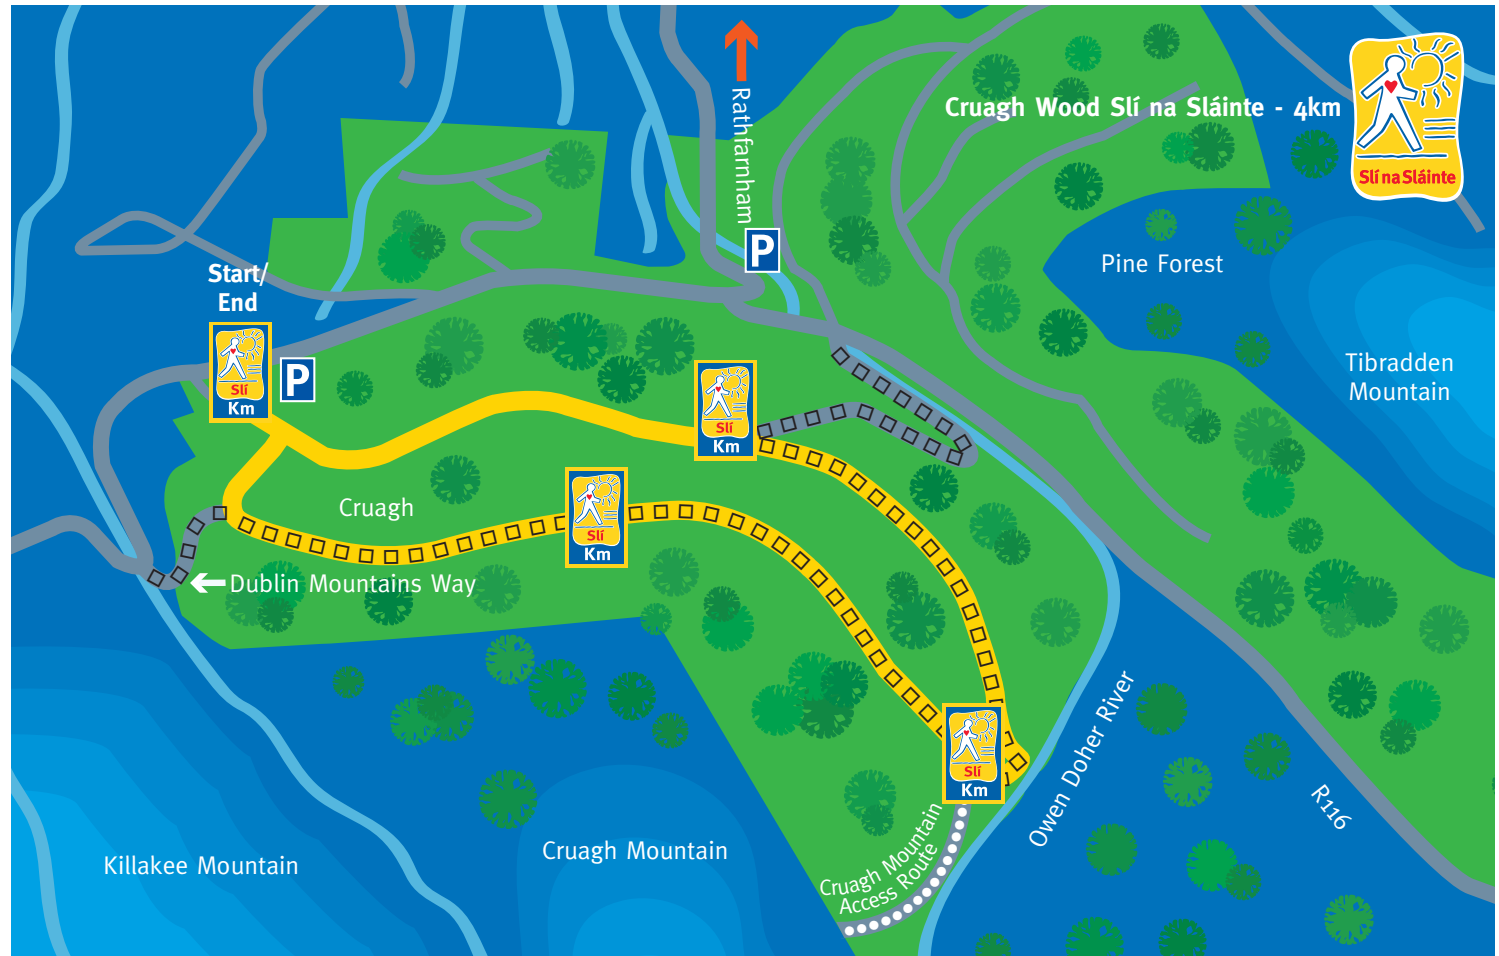 Rathfarnham
P
Cruagh Wood Slí na Sláinte - 4km
Slí na Sláinte
Start/
End
Slí
Km
P
Pine Forest
Tibradden
Mountain
Slí
Km
Cruagh
Slí
Km
Dublin Mountains Way
Slí
Km
Owen Doher River
R116
Cruagh Mountain
Access Route
Killakee Mountain
Cruagh Mountain